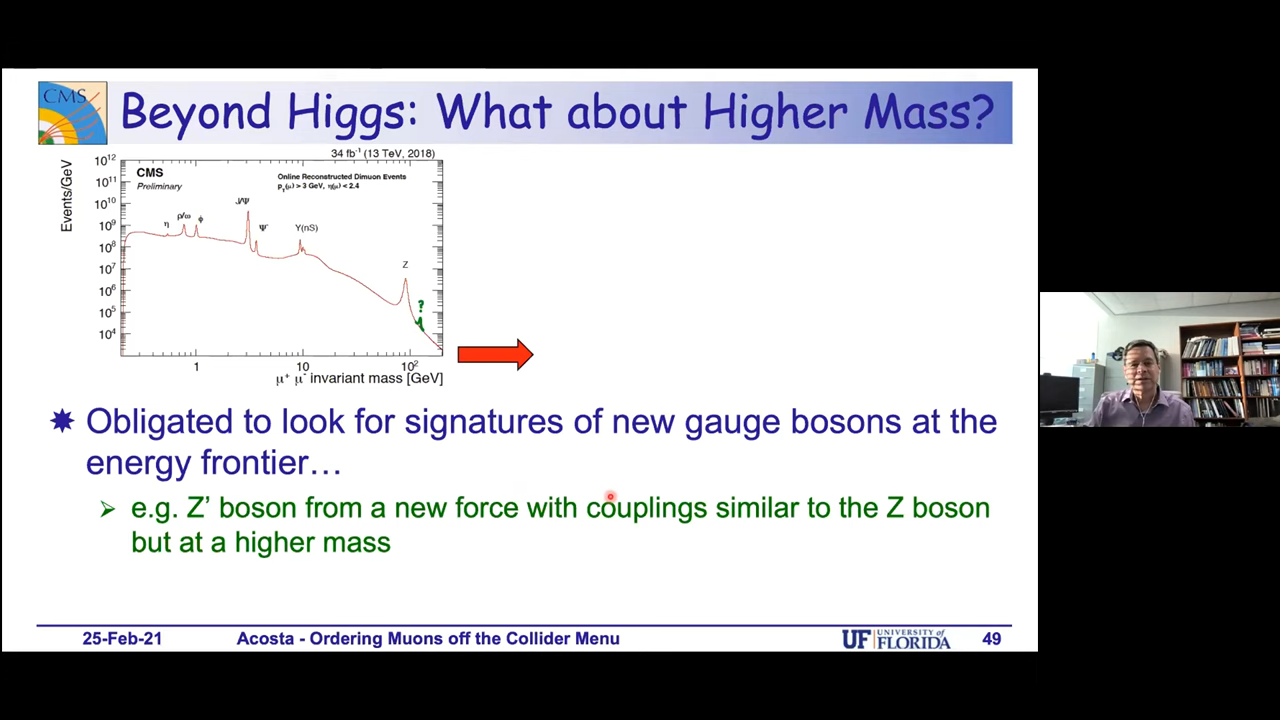 CMS
Beyond Higgs: What about Higher Mass?
34 fb⁻¹ (13 TeV, 2018)
Events/GeV
10¹²
10¹¹
10¹⁰
10⁹
10⁸
10⁷
10⁶
10⁵
10⁴
CMS
Preliminary
Online Reconstructed Dimuon Events
p_T(μ) > 3 GeV, η(μ) < 2.4
η
ρ/ω
ϕ
J/Ψ
Ψ'
Y(nS)
Z
?
1
10
10²
μ⁺ μ⁻ invariant mass [GeV]
Obligated to look for signatures of new gauge bosons at the
energy frontier…
e.g. Z’ boson from a new force with couplings similar to the Z boson
but at a higher mass
25-Feb-21
Acosta - Ordering Muons off the Collider Menu
UF UNIVERSITY of
FLORIDA
49